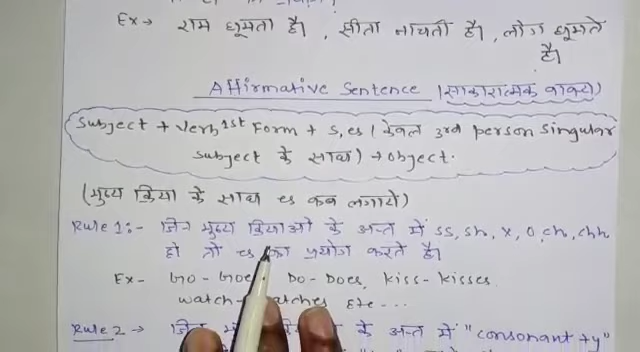 Ex → राम घूमता है। , सीता नाचती है। , लोग घूमते
है।
Affirmative Sentence (साकारात्मक वाक्य)
Subject + Verb 1st Form + s, es ( केवल 3rd person singular
subject के साथ) + object.
(मुख्य क्रिया के साथ es कब लगाये)
Rule 1:- जिन मुख्य क्रियाओ के अन्त में ss, sh, x, o, ch, chh
हो तो es का प्रयोग करते है।
Ex- Go - Goes, Do - Does, kiss - kisses
watch - watches Etc ...
Rule 2 → जिन के अन्त में "consonant + y"